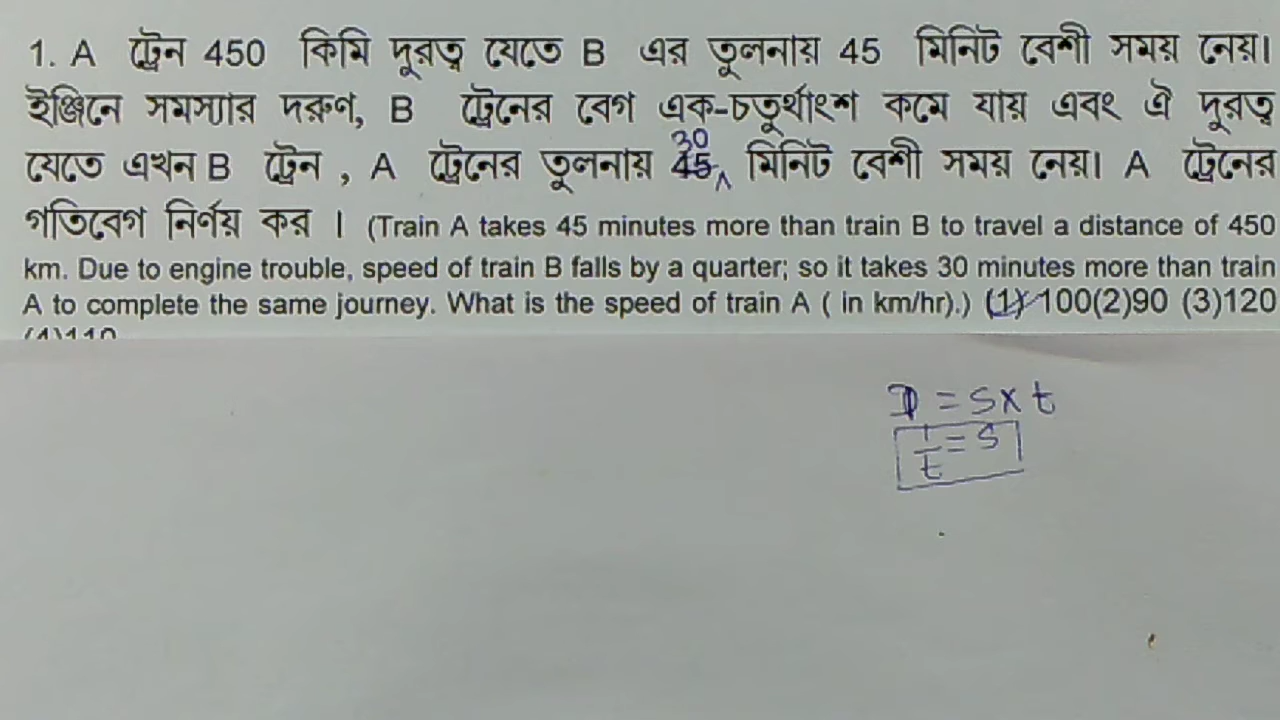 1. A ট্রেন 450 কিমি দূরত্ব যেতে B এর তুলনায় 45 মিনিট বেশী সময় নেয়।
ইঞ্জিনে সমস্যার দরুণ, B ট্রেনের বেগ এক-চতুর্থাংশ কমে যায় এবং ঐ দূরত্ব
30
যেতে এখন B ট্রেন , A ট্রেনের তুলনায় 45 মিনিট বেশী সময় নেয়। A ট্রেনের
গতিবেগ নির্ণয় কর । (Train A takes 45 minutes more than train B to travel a distance of 450
km. Due to engine trouble, speed of train B falls by a quarter; so it takes 30 minutes more than train
A to complete the same journey. What is the speed of train A ( in km/hr).) (1) 100(2)90 (3)120
(4)110
D = S x t
1/t = S